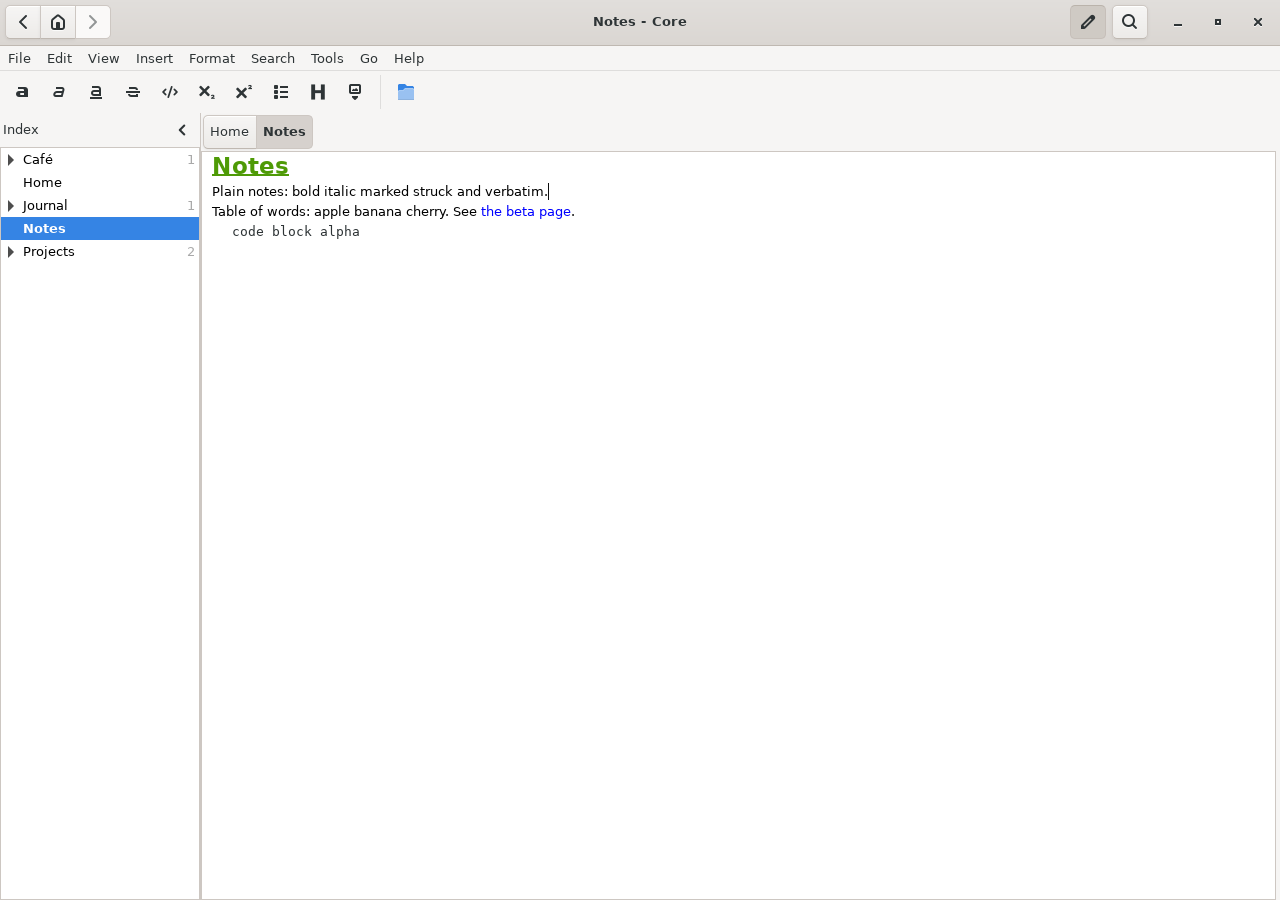 Notes - Core
File Edit View Insert Format Search Tools Go Help
Index
Home Notes
Café 1
Home
Journal 1
Notes
Projects 2
Notes
Plain notes: bold italic marked struck and verbatim.
Table of words: apple banana cherry. See the beta page.
code block alpha